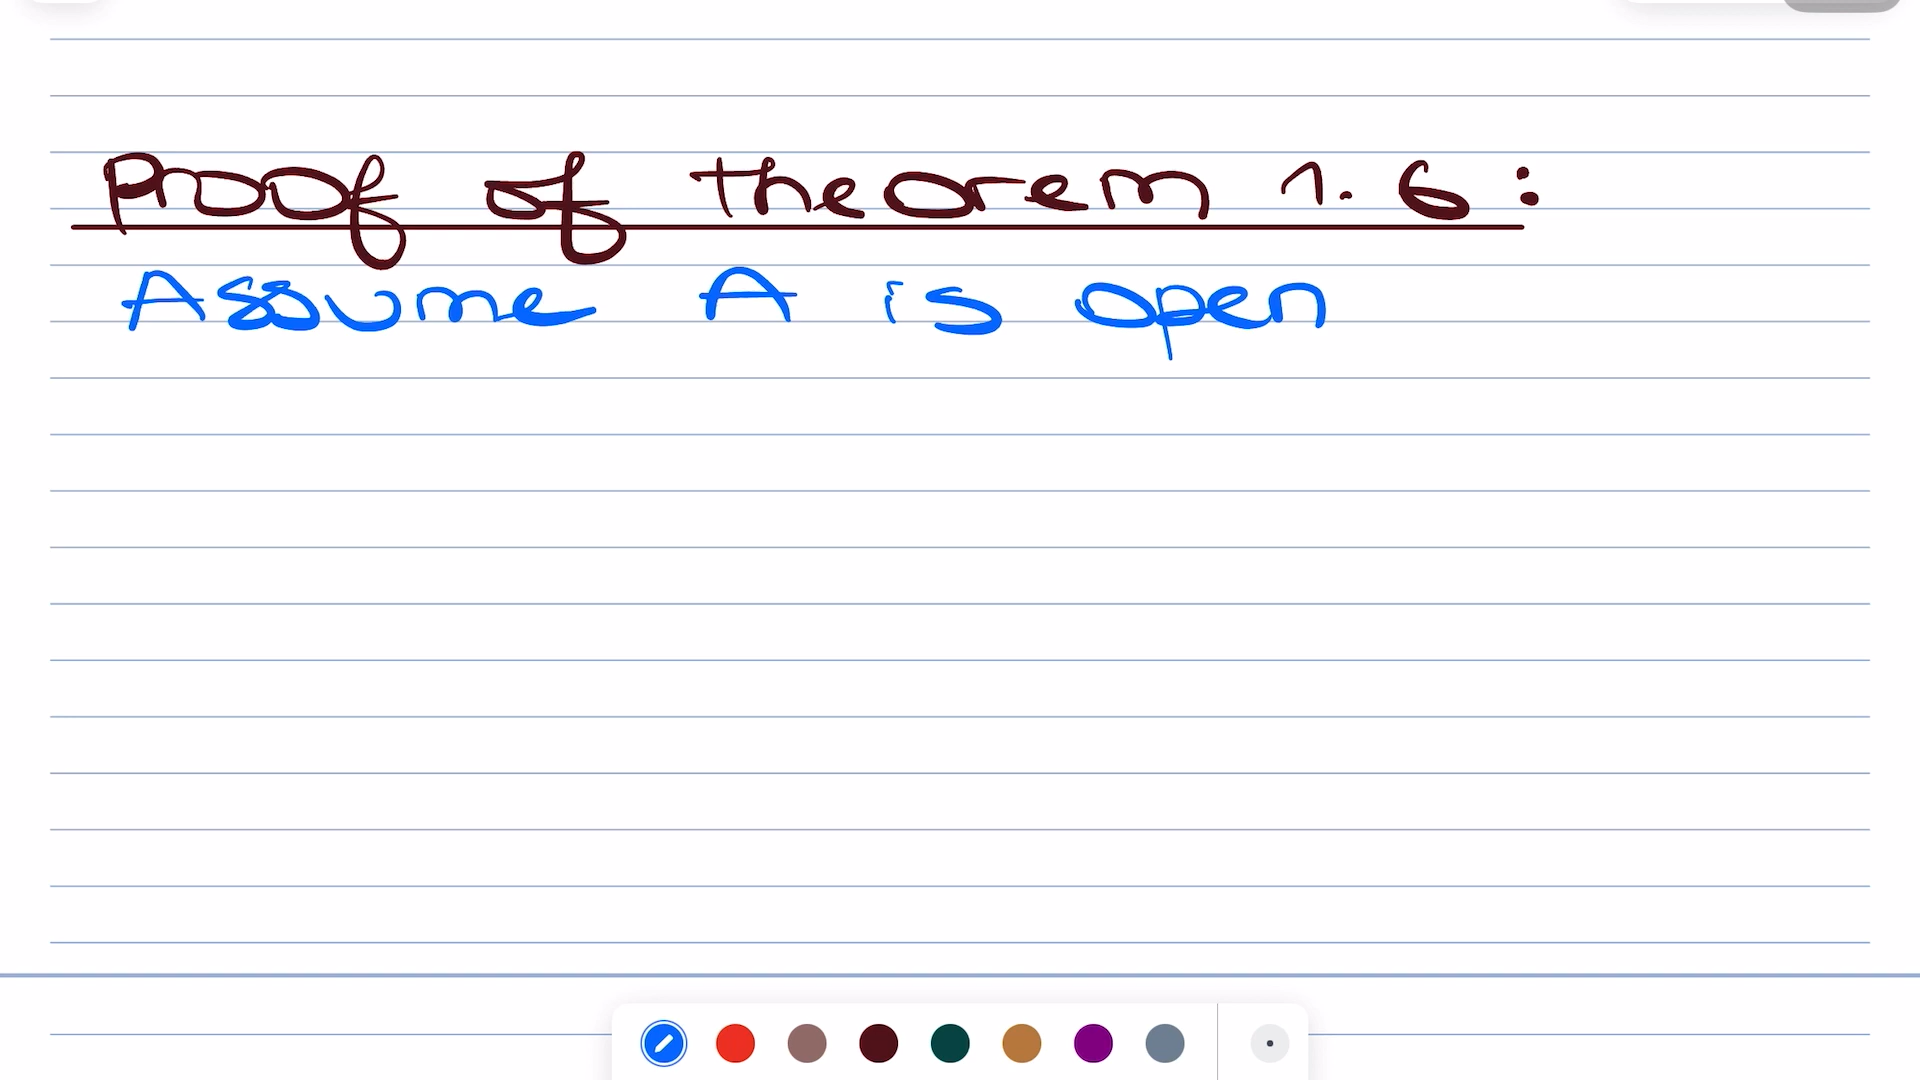 Proof of theorem 1.6:
Assume A is open